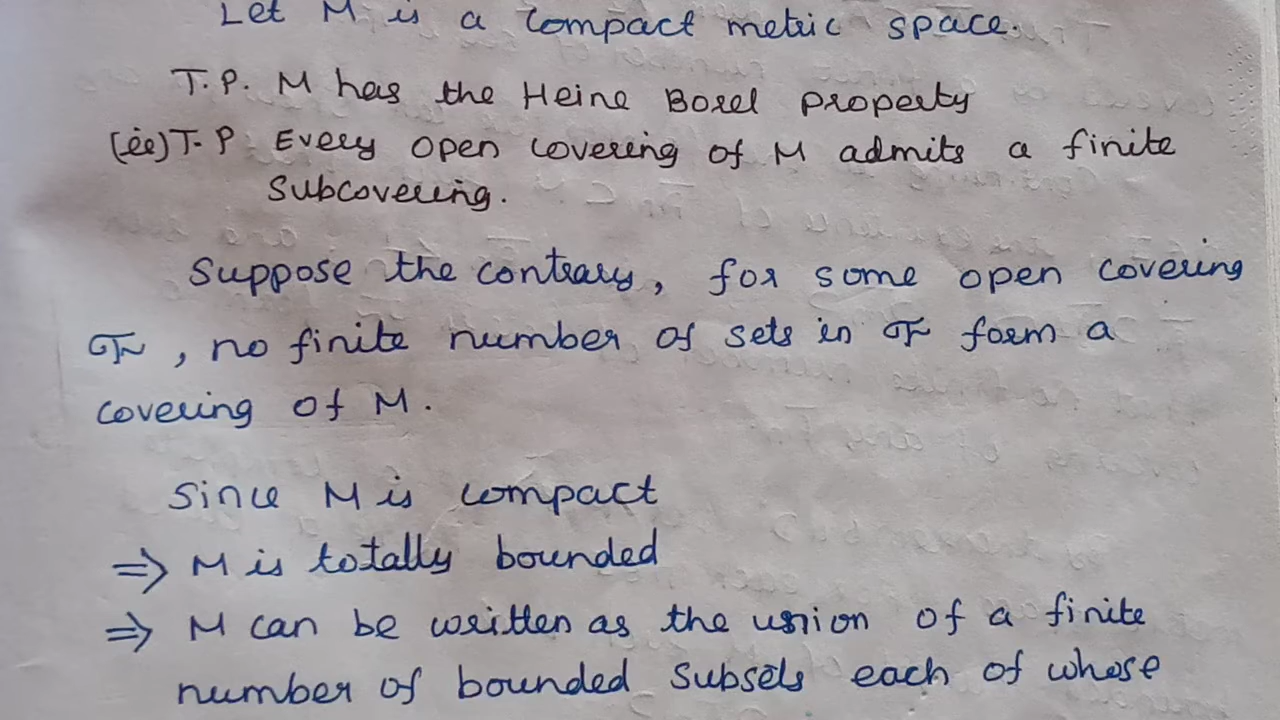 Let M is a compact metric space.
T.P. M has the Heine Borel property
(ie) T.P Every open covering of M admits a finite
Subcovering.
Suppose the contrary, for some open covering
F, no finite number of sets in F form a
covering of M.
Since M is compact
⇒ M is totally bounded
⇒ M can be written as the union of a finite
number of bounded subsets each of whose